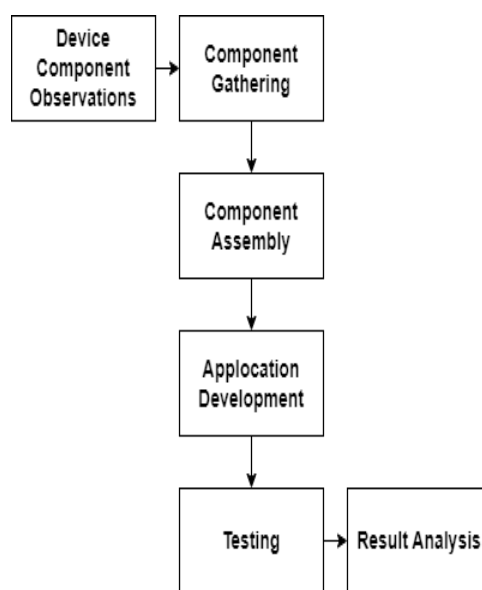 Device
Component
Observations
Component
Gathering
Component
Assembly
Applocation
Development
Testing
Result Analysis